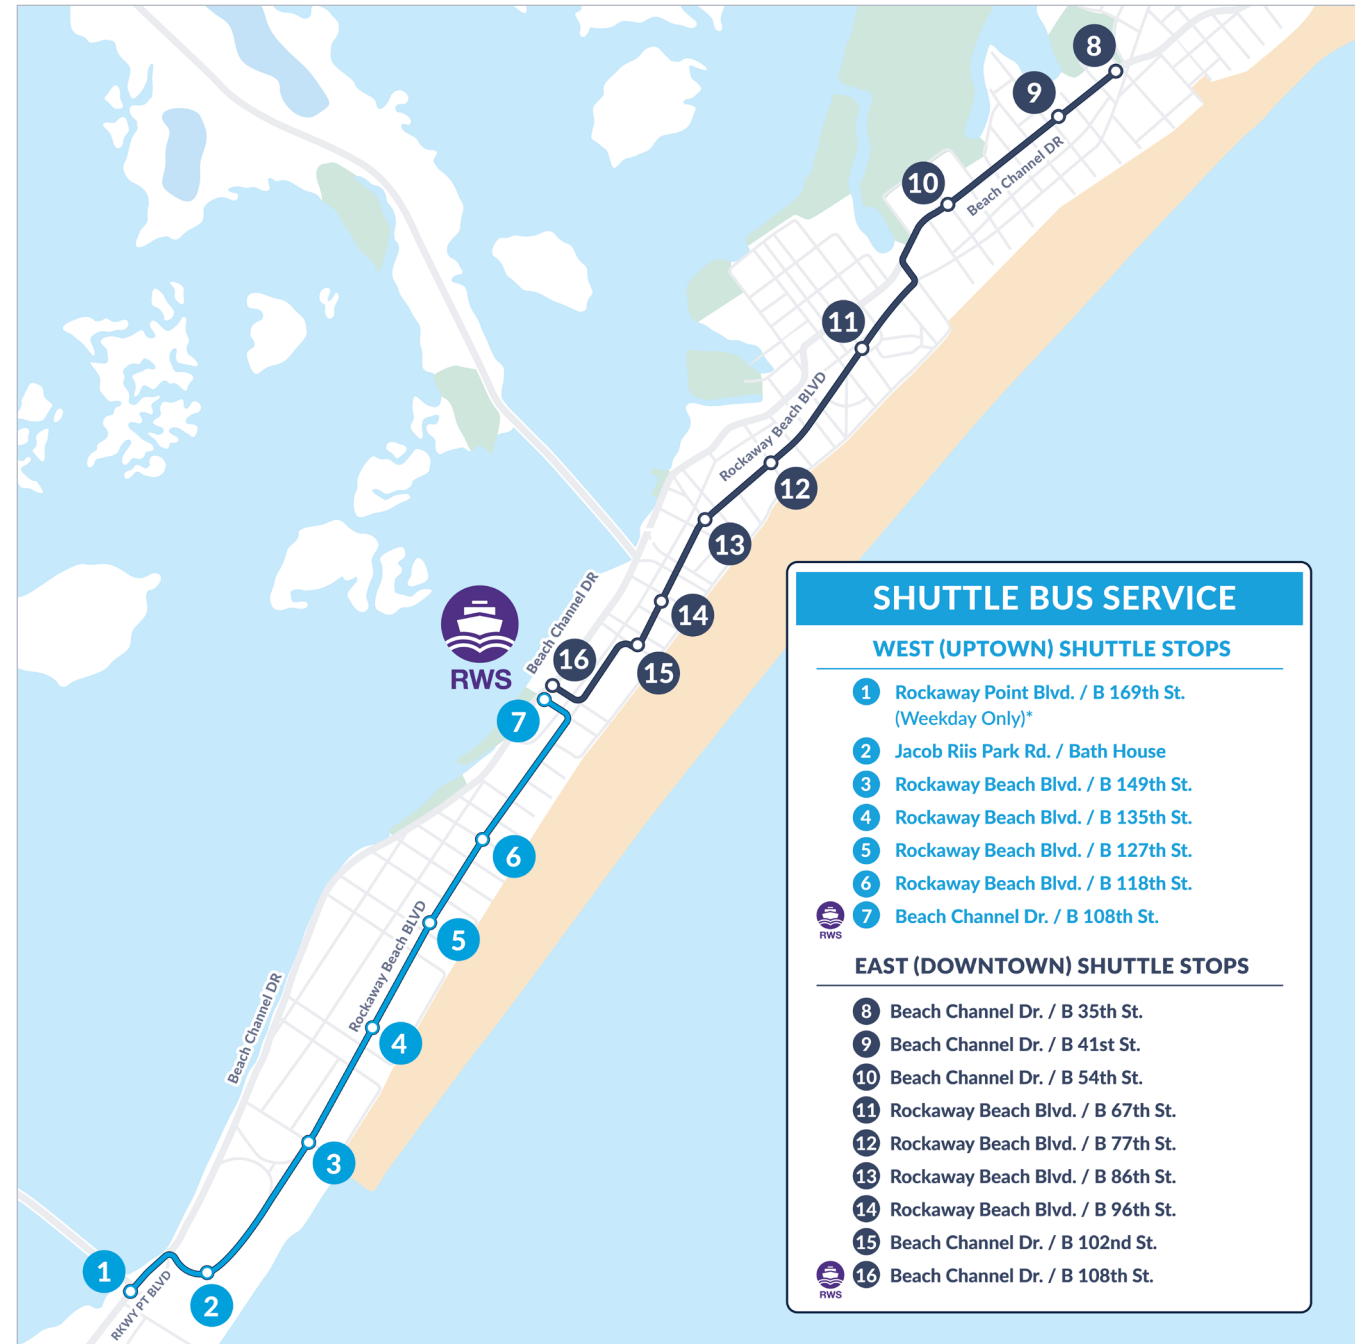 8
9
Beach Channel DR
10
11
Rockaway Beach BLVD
12
13
Beach Channel DR
14
RWS
16
15
7
6
Rockaway Beach BLVD
5
Beach Channel DR
4
3
1
RKWY PT BLVD
2
SHUTTLE BUS SERVICE
WEST (UPTOWN) SHUTTLE STOPS
1 Rockaway Point Blvd. / B 169th St.
(Weekday Only)*
2 Jacob Riis Park Rd. / Bath House
3 Rockaway Beach Blvd. / B 149th St.
4 Rockaway Beach Blvd. / B 135th St.
5 Rockaway Beach Blvd. / B 127th St.
6 Rockaway Beach Blvd. / B 118th St.
7 Beach Channel Dr. / B 108th St.
RWS
EAST (DOWNTOWN) SHUTTLE STOPS
8 Beach Channel Dr. / B 35th St.
9 Beach Channel Dr. / B 41st St.
10 Beach Channel Dr. / B 54th St.
11 Rockaway Beach Blvd. / B 67th St.
12 Rockaway Beach Blvd. / B 77th St.
13 Rockaway Beach Blvd. / B 86th St.
14 Rockaway Beach Blvd. / B 96th St.
15 Beach Channel Dr. / B 102nd St.
16 Beach Channel Dr. / B 108th St.
RWS